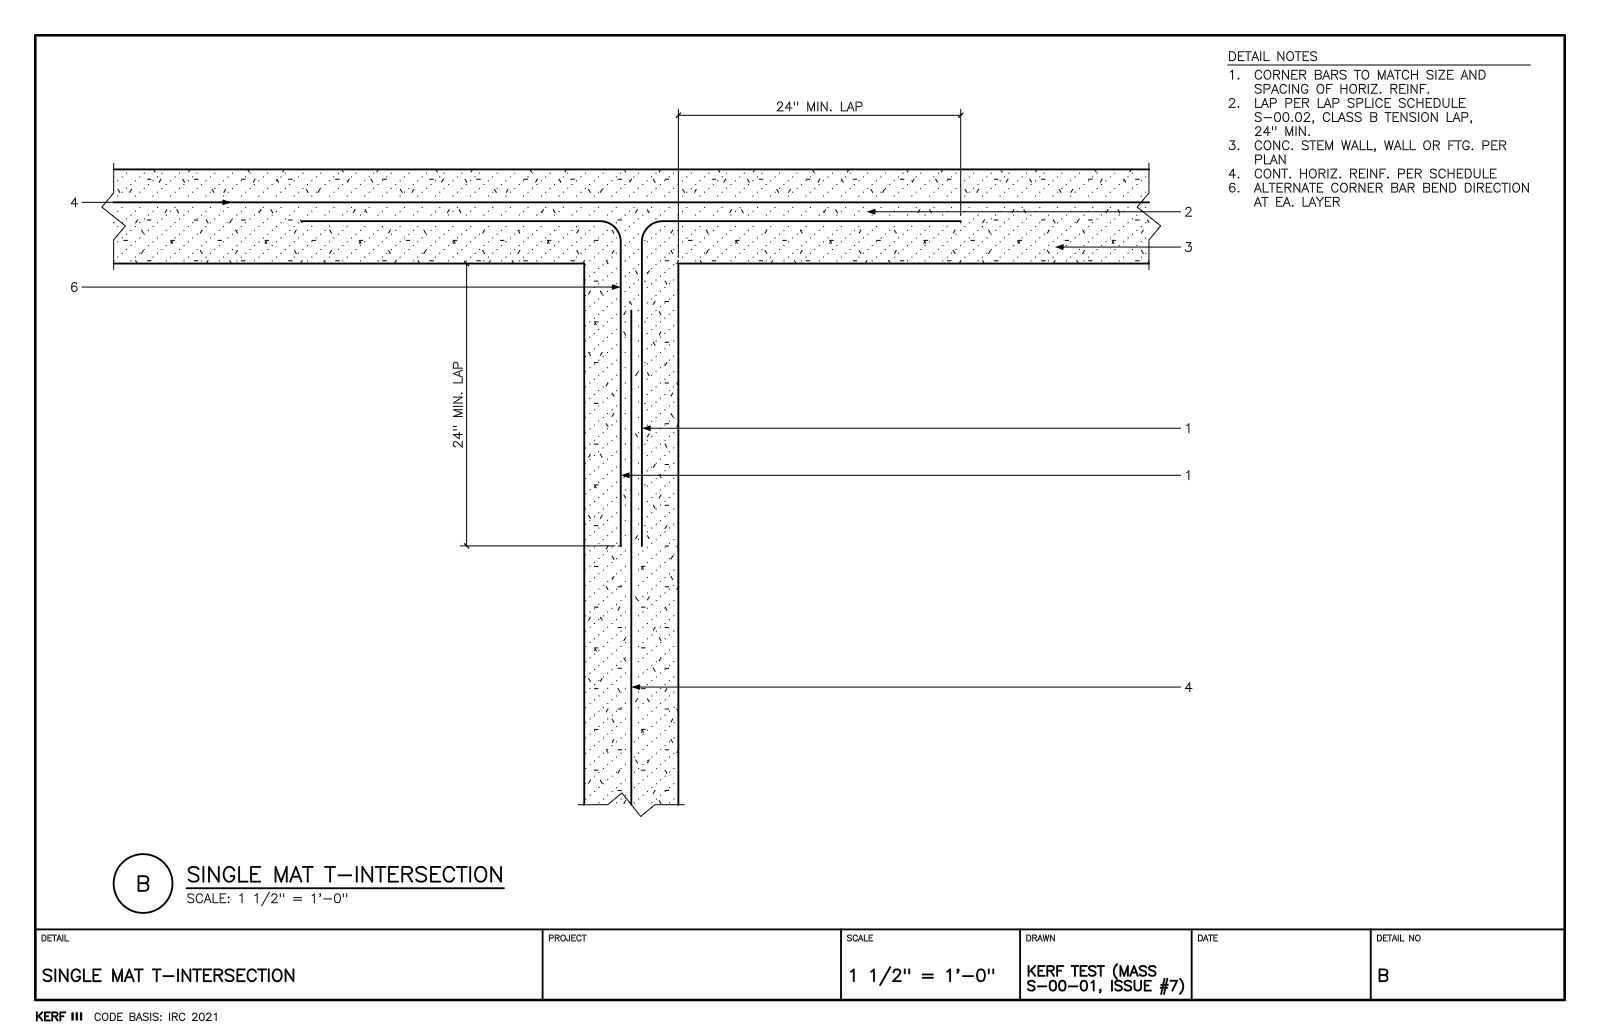 DETAIL NOTES
1. CORNER BARS TO MATCH SIZE AND
SPACING OF HORIZ. REINF.
2. LAP PER LAP SPLICE SCHEDULE
S-00.02, CLASS B TENSION LAP,
24" MIN.
3. CONC. STEM WALL, WALL OR FTG. PER
PLAN
4. CONT. HORIZ. REINF. PER SCHEDULE
6. ALTERNATE CORNER BAR BEND DIRECTION
AT EA. LAYER
24" MIN. LAP
4
2
3
6
24" MIN. LAP
1
1
4
B
SINGLE MAT T-INTERSECTION
SCALE: 1 1/2" = 1'-0"
DETAIL
SINGLE MAT T-INTERSECTION
PROJECT
SCALE
1 1/2" = 1'-0"
DRAWN
KERF TEST (MASS
S-00-01, ISSUE #7)
DATE
DETAIL NO
B
KERF III CODE BASIS: IRC 2021